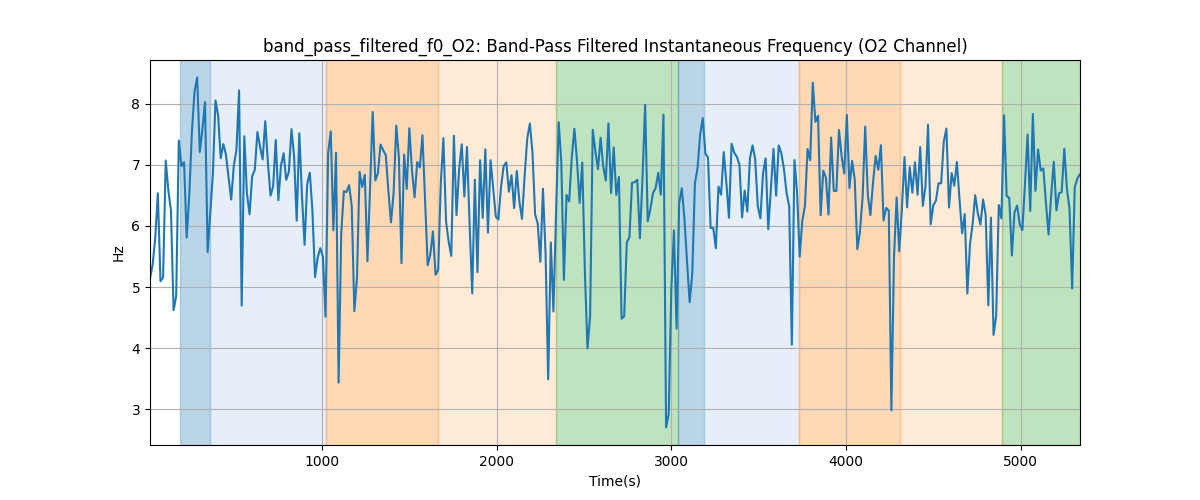 band_pass_filtered_f0_O2: Band-Pass Filtered Instantaneous Frequency (O2 Channel)
8
7
6
5
4
3
Hz
1000 2000 3000 4000 5000
Time(s)